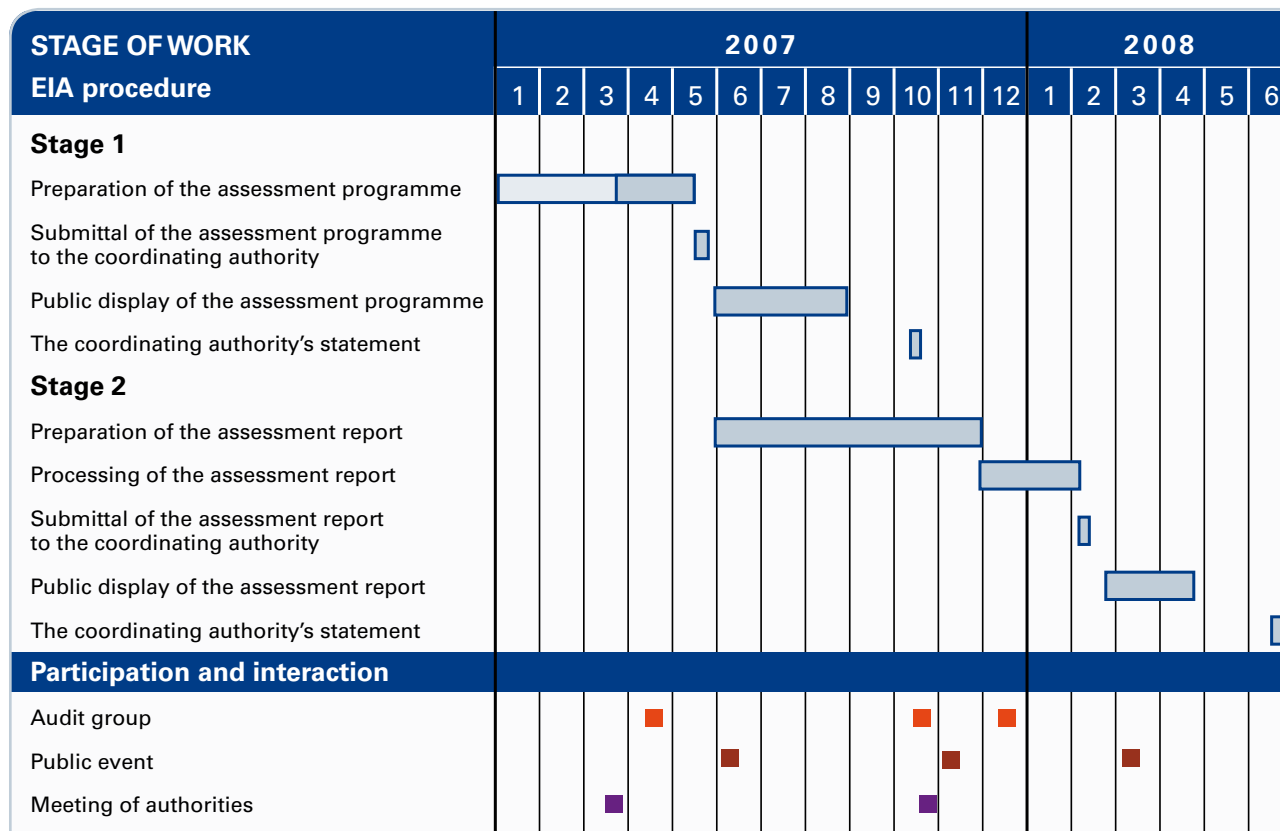 STAGE OF WORK
2007
2008
EIA procedure
1 2 3 4 5 6 7 8 9 10 11 12 1 2 3 4 5 6
Stage 1
Preparation of the assessment programme
Submittal of the assessment programme
to the coordinating authority
Public display of the assessment programme
The coordinating authority’s statement
Stage 2
Preparation of the assessment report
Processing of the assessment report
Submittal of the assessment report
to the coordinating authority
Public display of the assessment report
The coordinating authority’s statement
Participation and interaction
Audit group
Public event
Meeting of authorities